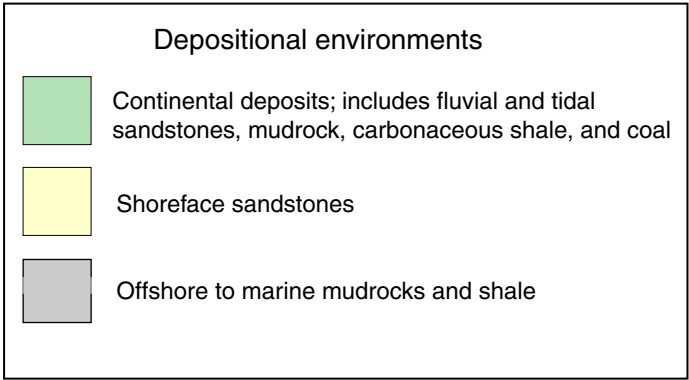 Depositional environments
Continental deposits; includes fluvial and tidal
sandstones, mudrock, carbonaceous shale, and coal
Shoreface sandstones
Offshore to marine mudrocks and shale